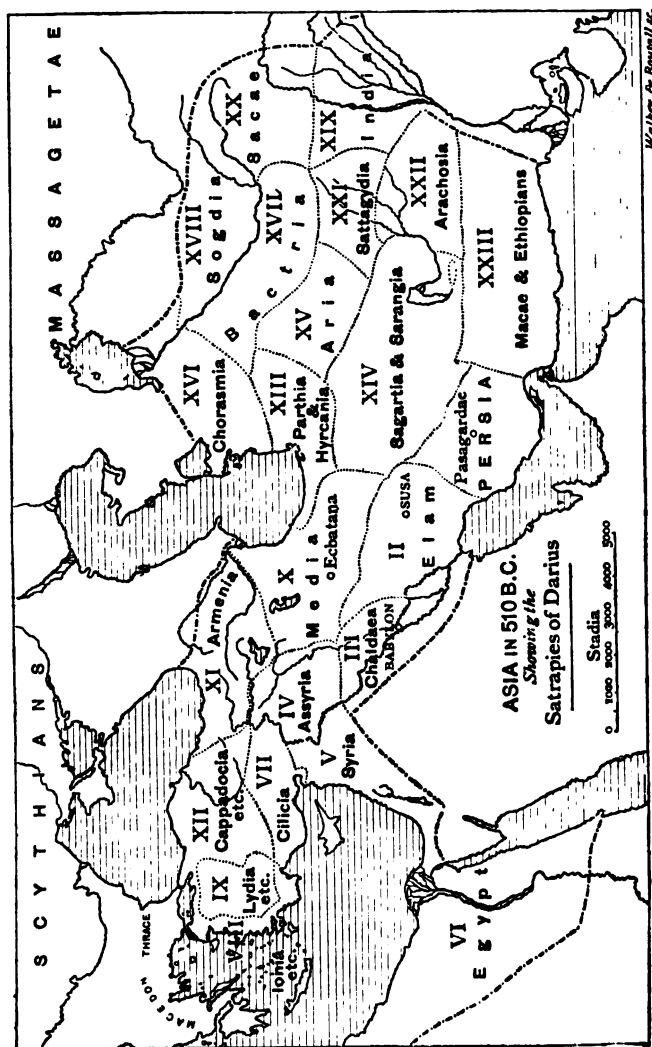 MASSAGETAE
SCYTHIANS
THRACE
MACEDON
XX
Sacae
XVIII
Sogdia
XIX
India
XVII
Bactria
XXI
Sattagydia
XXII
Arachosia
XXIII
Macae & Ethiopians
XVI
Chorasmia
XV
Aria
XIII
Parthia
&
Hyrcania
XIV
Sagartia & Sarangia
Pasagardae
PERSIA
X
Media
Ecbatana
II
SUSA
Elam
XI
Armenia
III
Chaldaea
BABYLON
IV
Assyria
V
Syria
XII
Cappadocia
etc.
VII
Cilicia
IX
Lydia
etc.
VIII
Ionia
etc.
VI
Egypt
ASIA IN 510 B.C.
Showing the
Satrapies of Darius
Stadia
0 1000 2000 3000 4000 5000
Walker &